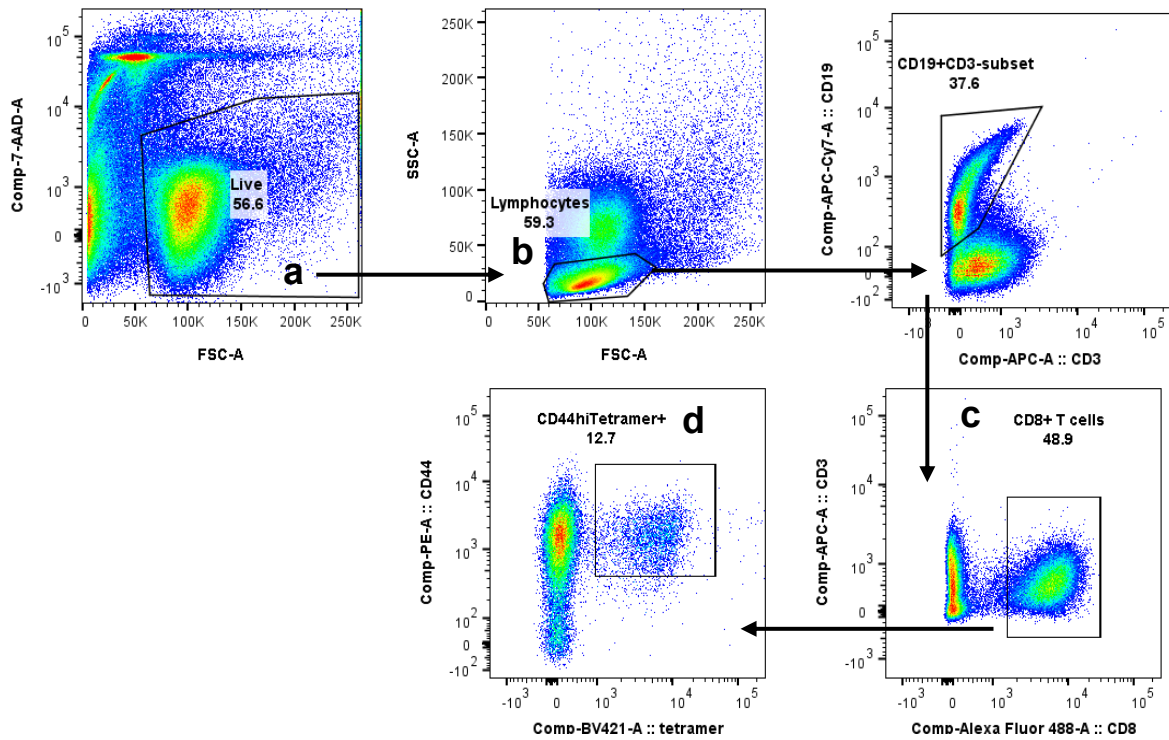 10^5
10^4
10^3
0
-10^3
Comp-7-AAD-A
Live
56.6
a
0 50K 100K 150K 200K 250K
FSC-A
250K
200K
150K
100K
50K
0
SSC-A
Lymphocytes
59.3
b
0 50K 100K 150K 200K 250K
FSC-A
10^5
10^4
10^3
10^2
0
-10^2
Comp-APC-Cy7-A :: CD19
CD19+CD3-subset
37.6
-10^3 0 10^3 10^4 10^5
Comp-APC-A :: CD3
10^5
10^4
10^3
10^2
0
-10^2
Comp-PE-A :: CD44
CD44hiTetramer+
12.7
d
-10^3 0 10^3 10^4 10^5
Comp-BV421-A :: tetramer
10^5
10^4
10^3
0
-10^3
Comp-APC-A :: CD3
c
CD8+ T cells
48.9
-10^3 0 10^3 10^4 10^5
Comp-Alexa Fluor 488-A :: CD8